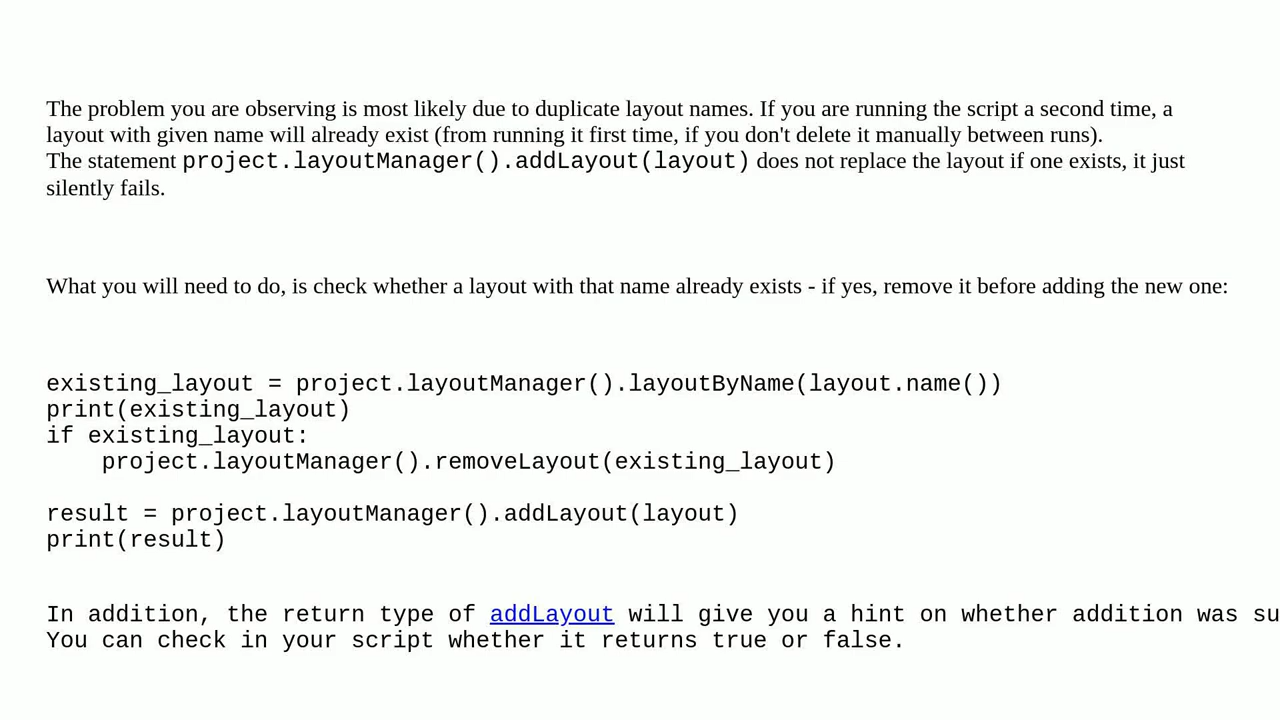 The problem you are observing is most likely due to duplicate layout names. If you are running the script a second time, a
layout with given name will already exist (from running it first time, if you don't delete it manually between runs).
The statement project.layoutManager().addLayout(layout) does not replace the layout if one exists, it just
silently fails.
What you will need to do, is check whether a layout with that name already exists - if yes, remove it before adding the new one:
existing_layout = project.layoutManager().layoutByName(layout.name())
print(existing_layout)
if existing_layout:
    project.layoutManager().removeLayout(existing_layout)
result = project.layoutManager().addLayout(layout)
print(result)
In addition, the return type of addLayout will give you a hint on whether addition was
You can check in your script whether it returns true or false.